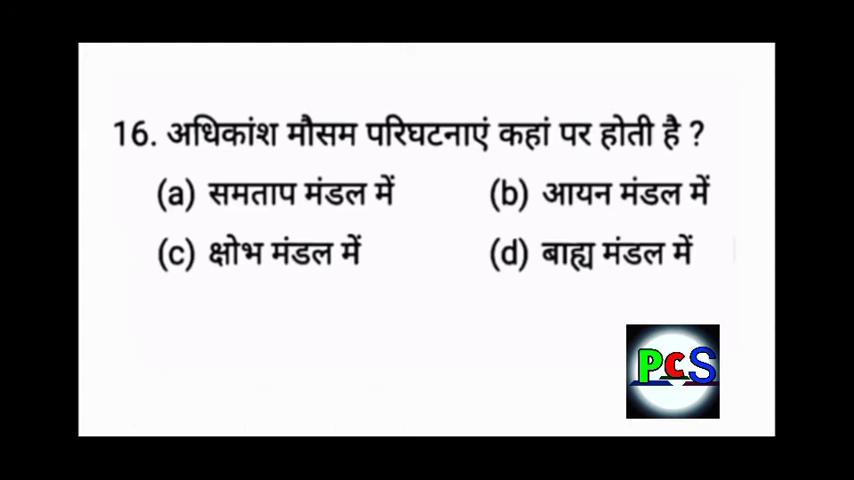 16. अधिकांश मौसम परिघटनाएं कहां पर होती है ?
(a) समताप मंडल में (b) आयन मंडल में
(c) क्षोभ मंडल में (d) बाह्य मंडल में
PCS